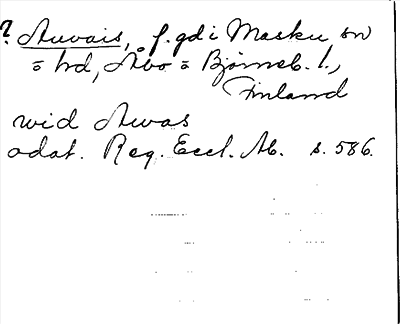 ? Auvais, f. gd i Masku sn
o hd, Åbo o Björneb. l.,
Finland
wid Awas
odat. Reg. Eccl. Ab. s. 586.